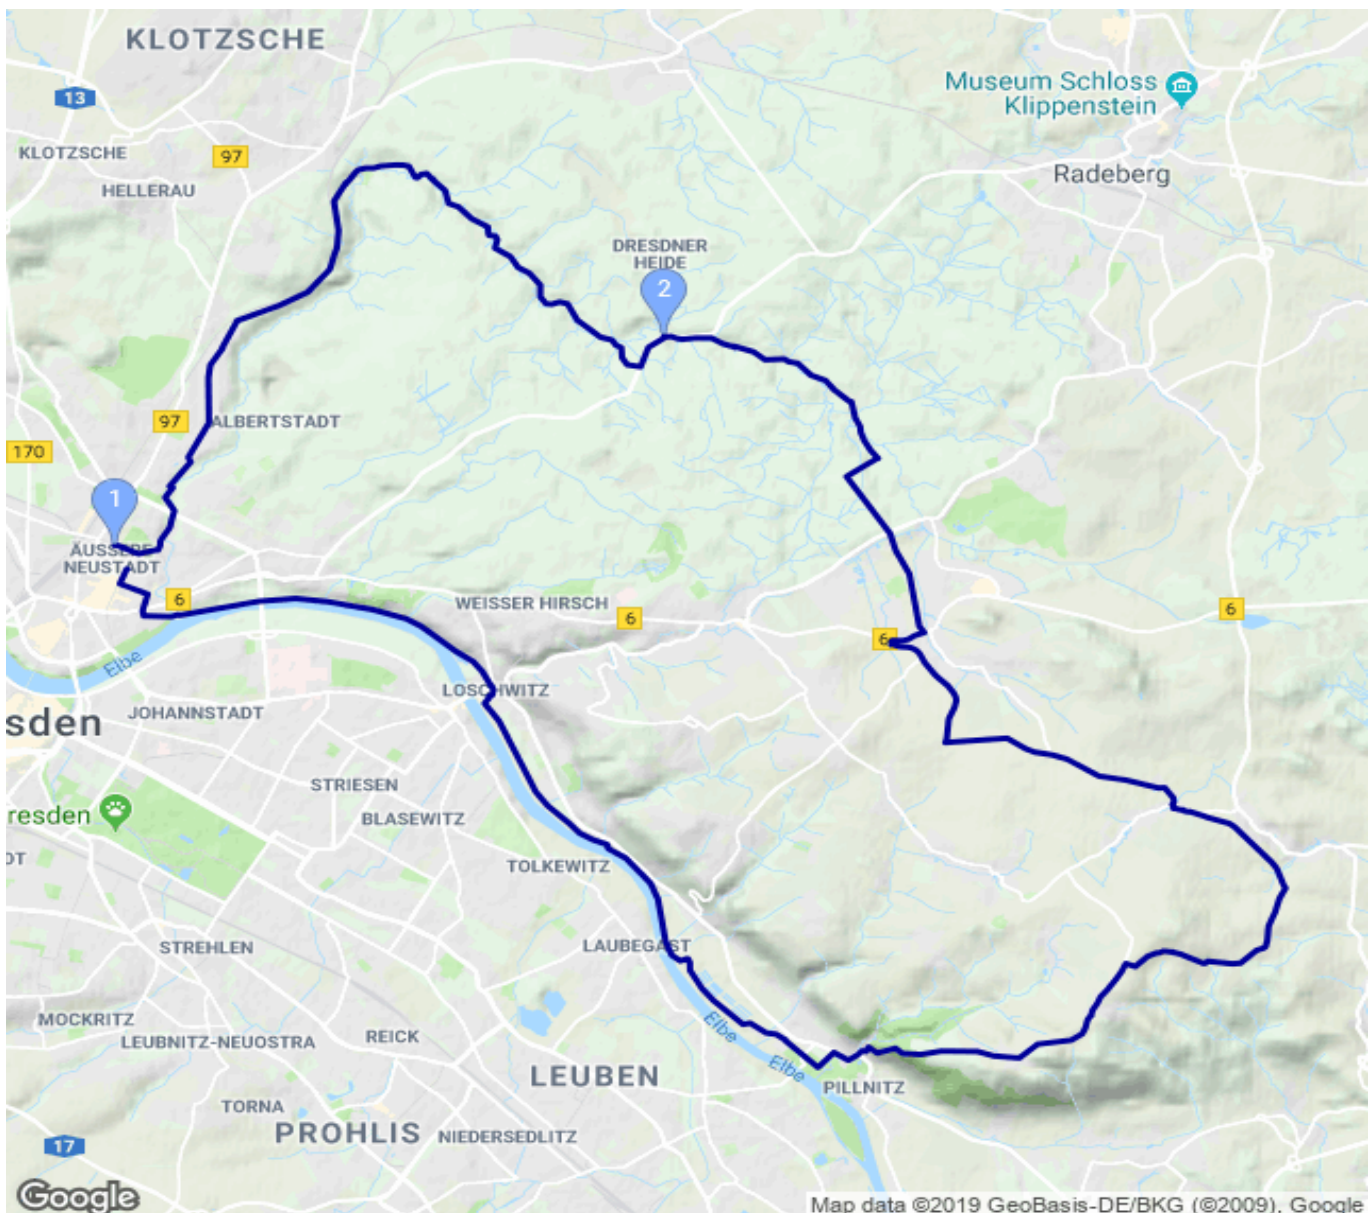 KLOTZSCHE
13
Museum Schloss
Klippenstein
KLOTZSCHE
97
HELLERAU
Radeberg
DRESDNER
HEIDE
2
97
ALBERTSTADT
170
1
ÄUSSERE
NEUSTADT
6
WEISSER HIRSCH
6
6
6
Elbe
LOSCHWITZ
JOHANNSTADT
sden
STRIESEN
resden
BLASEWITZ
DT
TOLKEWITZ
STREHLEN
LAUBEGAST
MOCKRITZ
LEUBNITZ-NEUOSTRA
REICK
Elbe
Elbe
LEUBEN
PILLNITZ
TORNA
PROHLIS
NIEDERSEDLITZ
17
Google
Map data ©2019 GeoBasis-DE/BKG (©2009), Google